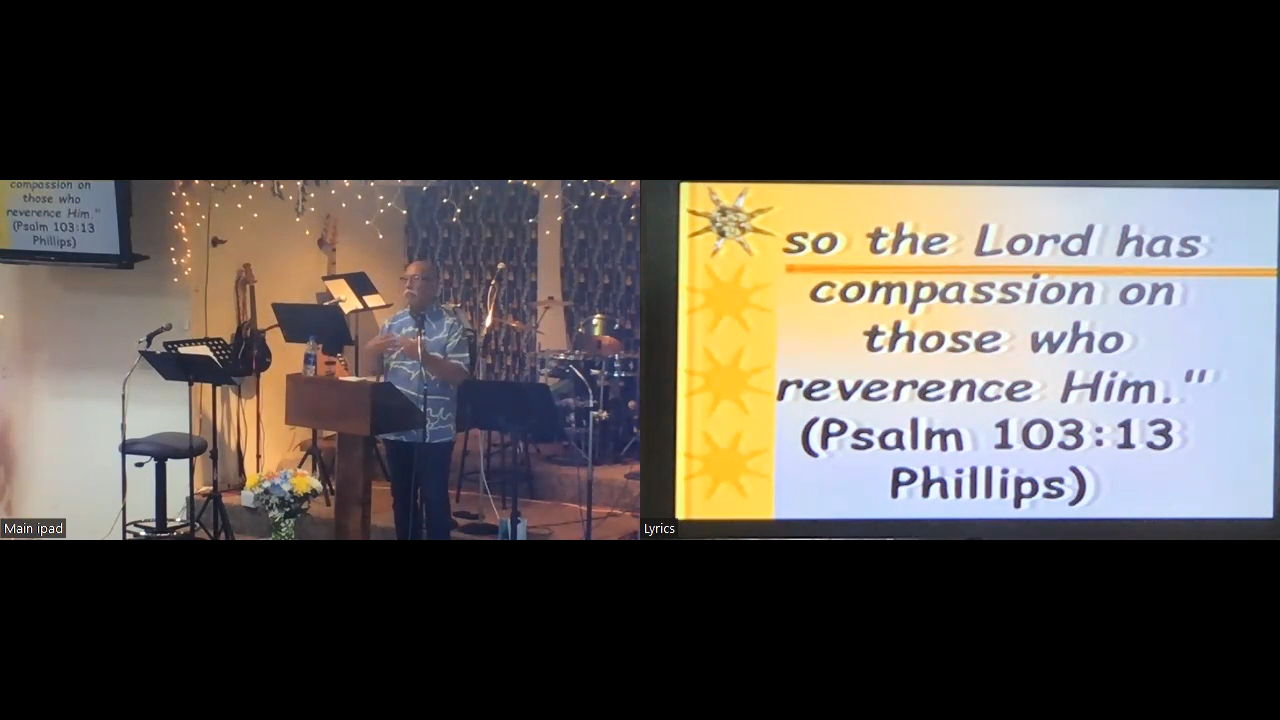 compassion on
those who
reverence Him."
(Psalm 103:13
Phillips)
Main ipad
so the Lord has
compassion on
those who
reverence Him."
(Psalm 103:13
Phillips)
Lyrics